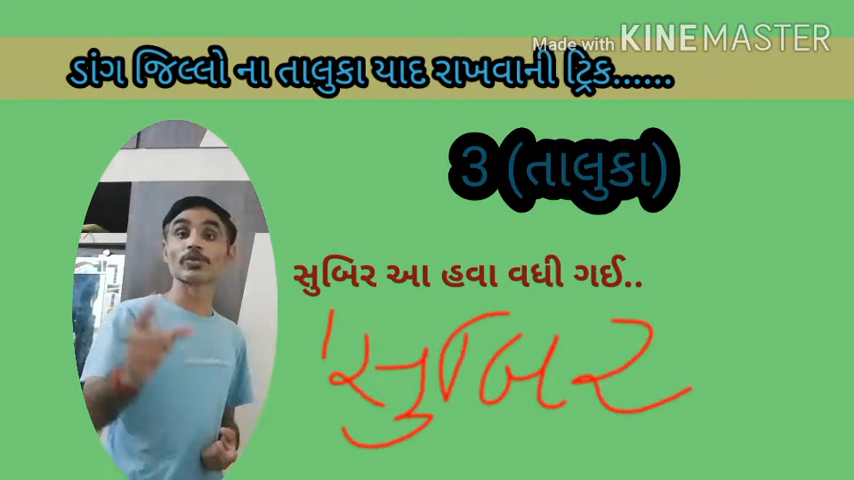 Made with KINEMASTER
ડાંગ જિલ્લો ના તાલુકા યાદ રાખવાની ટ્રિક......
3 (તાલુકા)
સુબિર આ હવા વધી ગઈ..
સુબિર